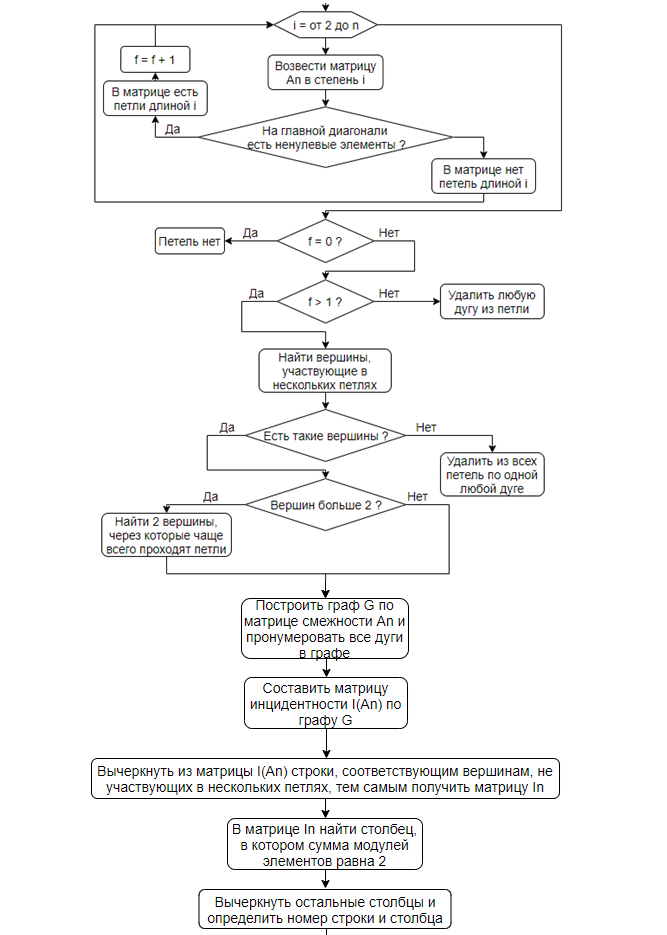 i = от 2 до n
f = f + 1
Возвести матрицу
An в степень i
В матрице есть
петли длиной i
Да
На главной диагонали
есть ненулевые элементы ?
В матрице нет
петель длиной i
Петель нет
Да
f = 0 ?
Нет
Да
f > 1 ?
Нет
Удалить любую
дугу из петли
Найти вершины,
участвующие в
нескольких петлях
Да
Есть такие вершины ?
Нет
Удалить из всех
петель по одной
любой дуге
Да
Вершин больше 2 ?
Нет
Найти 2 вершины,
через которые чаще
всего проходят петли
Построить граф G по
матрице смежности An и
пронумеровать все дуги
в графе
Составить матрицу
инцидентности I(An) по
графу G
Вычеркнуть из матрицы I(An) строки, соответствующим вершинам, не
участвующих в нескольких петлях, тем самым получить матрицу In
В матрице In найти столбец,
в котором сумма модулей
элементов равна 2
Вычеркнуть остальные столбцы и
определить номер строки и столбца